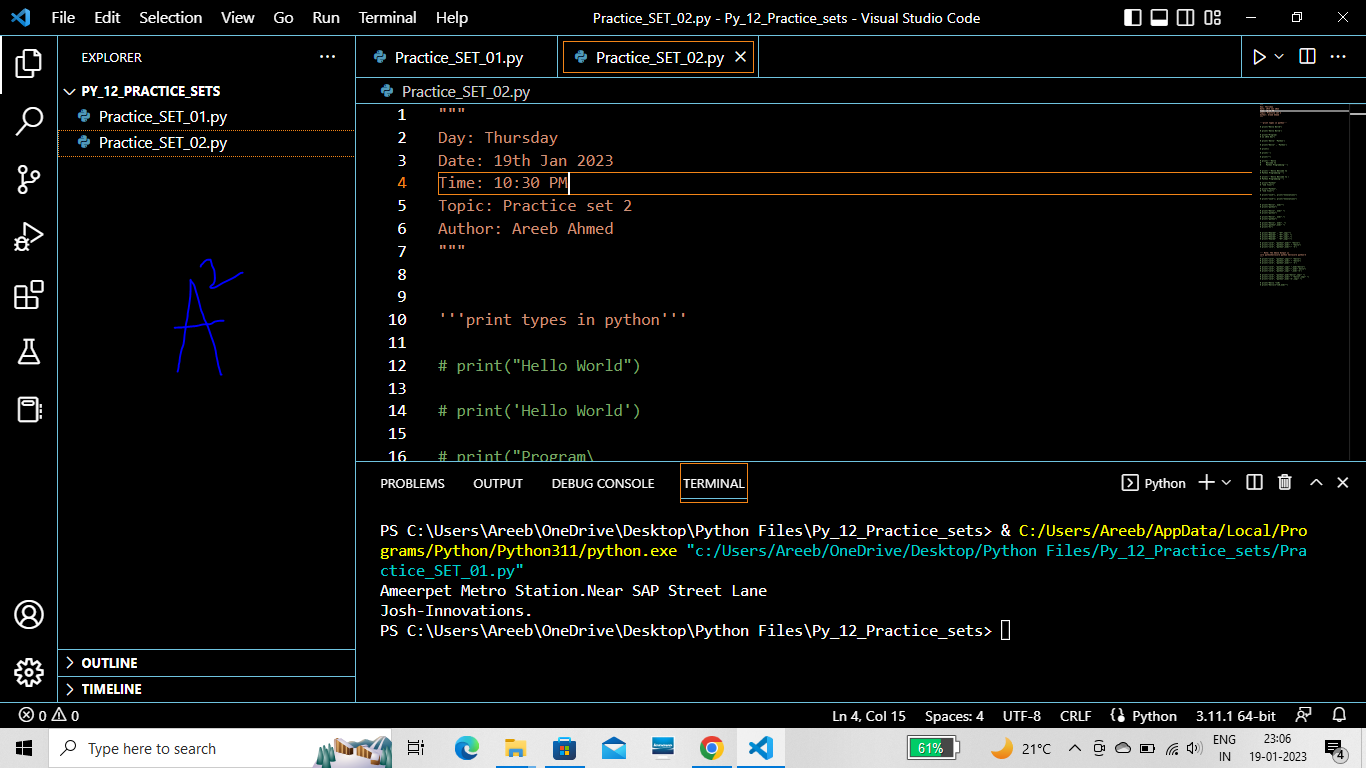 File Edit Selection View Go Run Terminal Help Practice_SET_02.py - Py_12_Practice_sets - Visual Studio Code
EXPLORER
PY_12_PRACTICE_SETS
Practice_SET_01.py
Practice_SET_02.py
A²
OUTLINE
TIMELINE
Practice_SET_01.py Practice_SET_02.py
Practice_SET_02.py
1 """
2 Day: Thursday
3 Date: 19th Jan 2023
4 Time: 10:30 PM
5 Topic: Practice set 2
6 Author: Areeb Ahmed
7 """
8
9
10 '''print types in python'''
11
12 # print("Hello World")
13
14 # print('Hello World')
15
16 # print("Program\
PROBLEMS OUTPUT DEBUG CONSOLE TERMINAL Python
PS C:\Users\Areeb\OneDrive\Desktop\Python Files\Py_12_Practice_sets> & C:/Users/Areeb/AppData/Local/Pro
grams/Python/Python311/python.exe "c:/Users/Areeb/OneDrive/Desktop/Python Files/Py_12_Practice_sets/Pra
ctice_SET_01.py"
Ameerpet Metro Station.Near SAP Street Lane
Josh-Innovations.
PS C:\Users\Areeb\OneDrive\Desktop\Python Files\Py_12_Practice_sets>
0 0 Ln 4, Col 15 Spaces: 4 UTF-8 CRLF Python 3.11.1 64-bit
Type here to search 61% 21°C ENG IN 23:06 19-01-2023 4